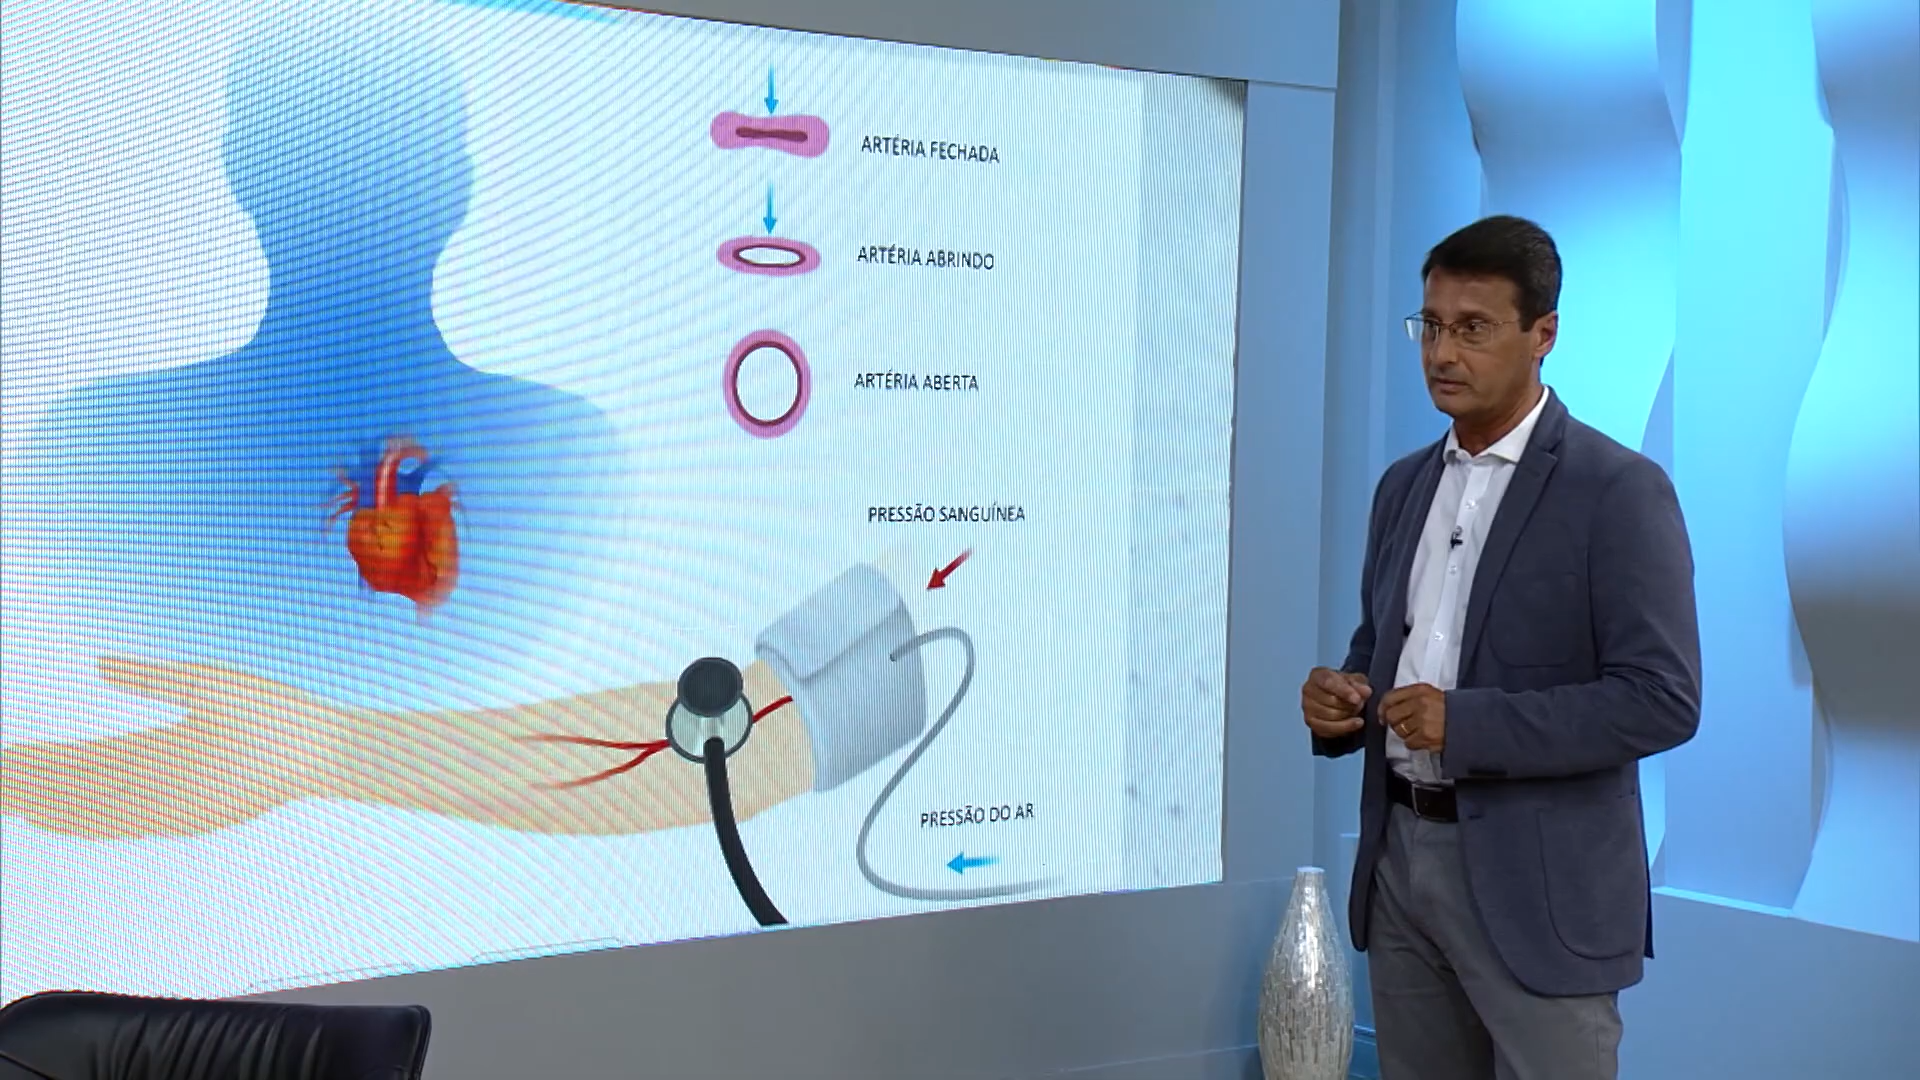 ARTÉRIA FECHADA
ARTÉRIA ABRINDO
ARTÉRIA ABERTA
PRESSÃO SANGUÍNEA
PRESSÃO DO AR